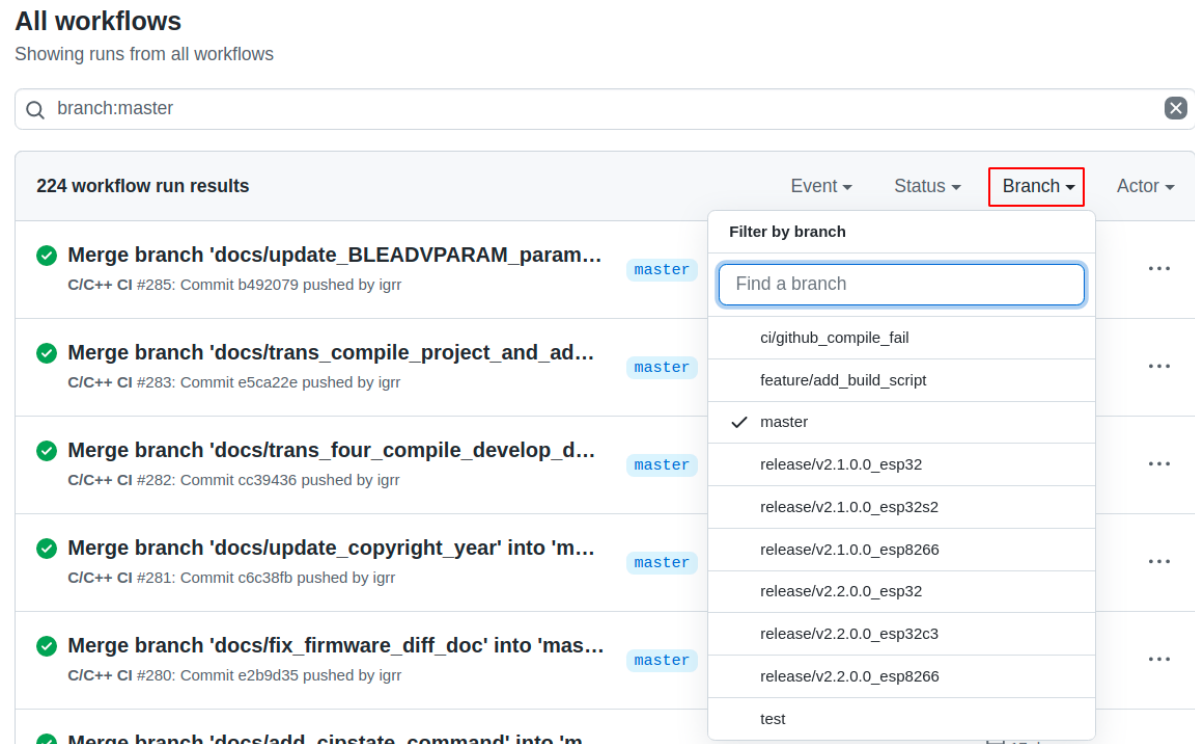 All workflows
Showing runs from all workflows
branch:master
224 workflow run results
Event
Status
Branch
Actor
Merge branch 'docs/update_BLEADVPARAM_param...
C/C++ CI #285: Commit b492079 pushed by igrr
master
Merge branch 'docs/trans_compile_project_and_ad...
C/C++ CI #283: Commit e5ca22e pushed by igrr
master
Merge branch 'docs/trans_four_compile_develop_d...
C/C++ CI #282: Commit cc39436 pushed by igrr
master
Merge branch 'docs/update_copyright_year' into 'm...
C/C++ CI #281: Commit c6c38fb pushed by igrr
master
Merge branch 'docs/fix_firmware_diff_doc' into 'mas...
C/C++ CI #280: Commit e2b9d35 pushed by igrr
master
Merge branch 'docs/add_cipstate_command' into 'm...
Filter by branch
Find a branch
ci/github_compile_fail
feature/add_build_script
master
release/v2.1.0.0_esp32
release/v2.1.0.0_esp32s2
release/v2.1.0.0_esp8266
release/v2.2.0.0_esp32
release/v2.2.0.0_esp32c3
release/v2.2.0.0_esp8266
test